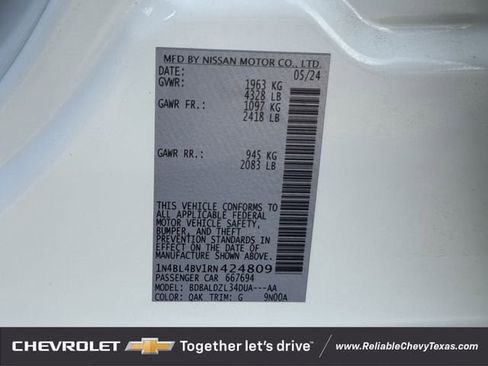 MFD BY NISSAN MOTOR CO., LTD.
DATE: 05/24
GVWR: 1963 KG
4328 LB
GAWR FR.: 1097 KG
2418 LB
GAWR RR.: 945 KG
2083 LB
THIS VEHICLE CONFORMS TO
ALL APPLICABLE FEDERAL
MOTOR VEHICLE SAFETY,
BUMPER, AND THEFT
PREVENTION STANDARDS IN
EFFECT ON THE DATE OF
MANUFACTURE SHOWN ABOVE.
1N4BL4BV1RN424809
PASSENGER CAR 667694
MODEL: BDBALDZL34DUA---AA
COLOR: QAK TRIM: G 9N00A
CHEVROLET Together let's drive™ www.ReliableChevyTexas.com